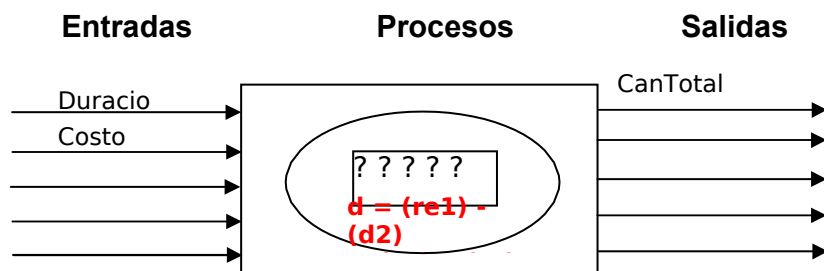 Entradas Procesos Salidas
CanTotal
Duracio
Costo
? ? ? ? ?
d = (re1) -
(d2)